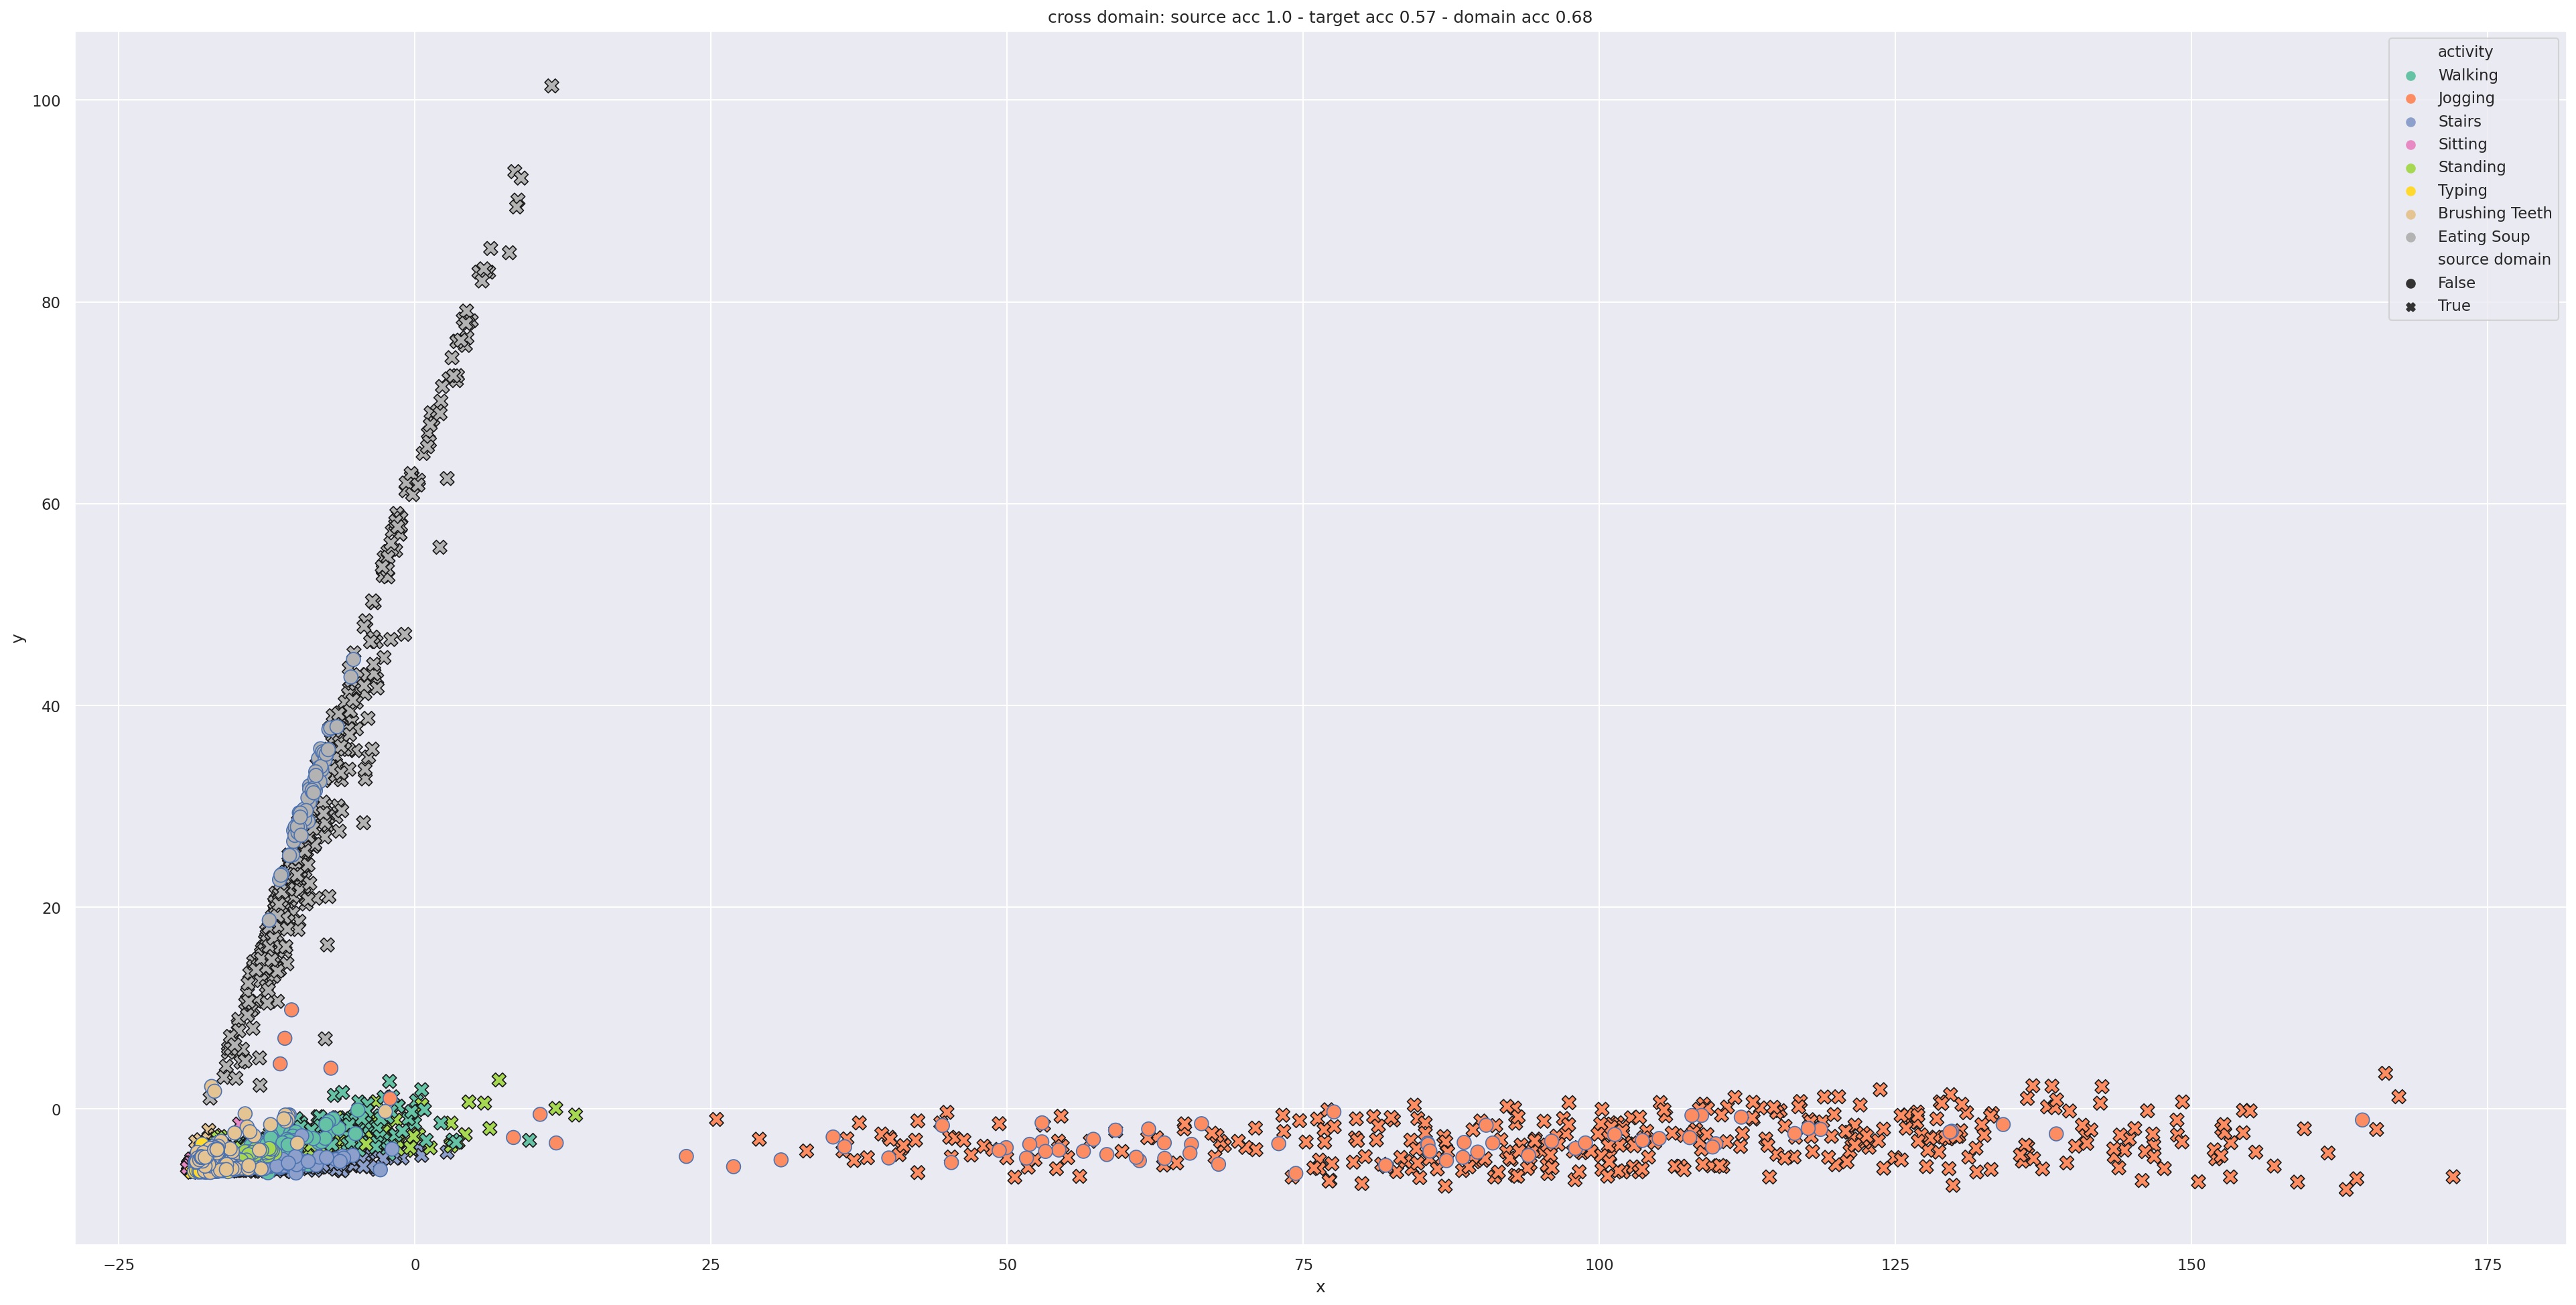 cross domain: source acc 1.0 - target acc 0.57 - domain acc 0.68
activity
Walking
Jogging
Stairs
Sitting
Standing
Typing
Brushing Teeth
Eating Soup
source domain
False
True
100
80
60
40
20
0
y
−25 0 25 50 75 100 125 150 175
x